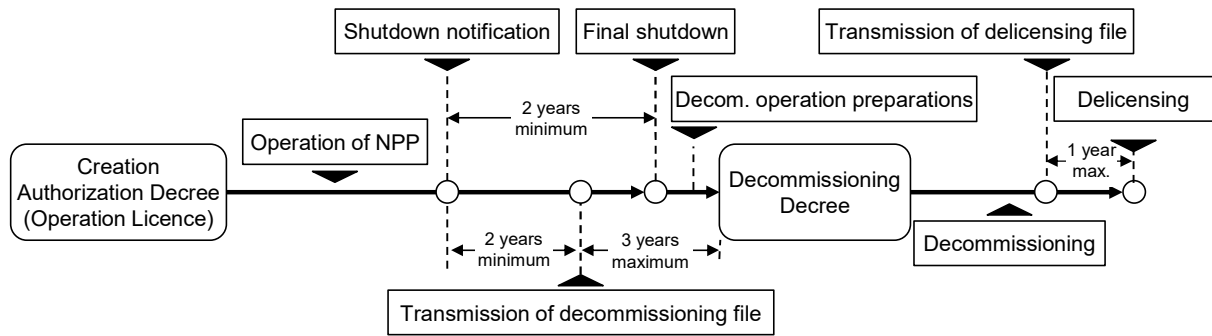 Shutdown notification
Final shutdown
Transmission of delicensing file
2 years
minimum
Decom. operation preparations
Delicensing
Operation of NPP
1 year
max.
Creation
Authorization Decree
(Operation Licence)
Decommissioning
Decree
2 years
minimum
3 years
maximum
Decommissioning
Transmission of decommissioning file